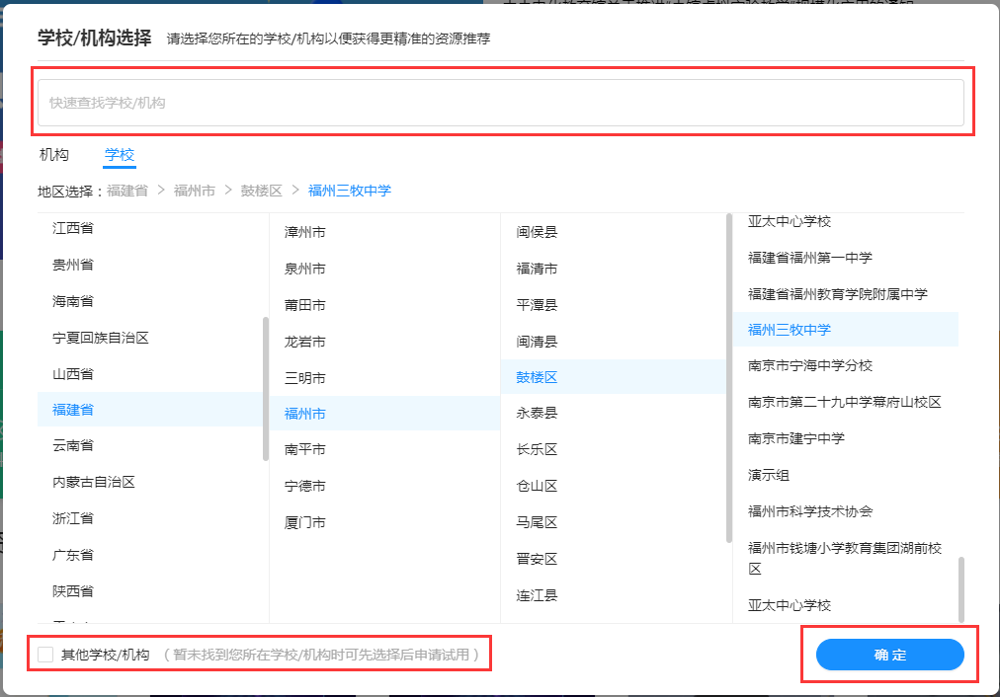 学校/机构选择 请选择您所在的学校/机构以便获得更精准的资源推荐
快速查找学校/机构
机构 学校
地区选择：福建省 > 福州市 > 鼓楼区 > 福州三牧中学
江西省
贵州省
海南省
宁夏回族自治区
山西省
福建省
云南省
内蒙古自治区
浙江省
广东省
陕西省
漳州市
泉州市
莆田市
龙岩市
三明市
福州市
南平市
宁德市
厦门市
闽侯县
福清市
平潭县
闽清县
鼓楼区
永泰县
长乐区
仓山区
马尾区
晋安区
连江县
亚太中心学校
福建省福州第一中学
福建省福州教育学院附属中学
福州三牧中学
南京市宁海中学分校
南京市第二十九中学幕府山校区
南京市建宁中学
演示组
福州市科学技术协会
福州市钱塘小学教育集团湖前校
区
亚太中心学校
其他学校/机构 （暂未找到您所在学校/机构时可先选择后申请试用）
确定